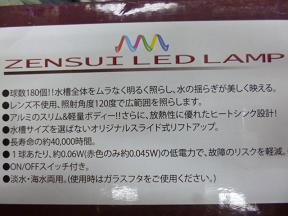 ZENSUI LED LAMP
●球数180個!!水槽全体をムラなく明るく照らし、水の揺らぎが美しく映える。
●レンズ不使用、照射角度120度で広範囲を照らします。
●アルミのスリム&軽量ボディー!!さらに、放熱性に優れたヒートシンク設計!
●水槽サイズを選ばないオリジナルスライド式リフトアップ。
●長寿命の約40,000時間。
●1球あたり、約0.06W(赤色のみ約0.045W)の低電力で、故障のリスクを軽減。
●ON/OFFスイッチ付き。
●淡水・海水両用。(使用時はガラスフタをご使用ください。)